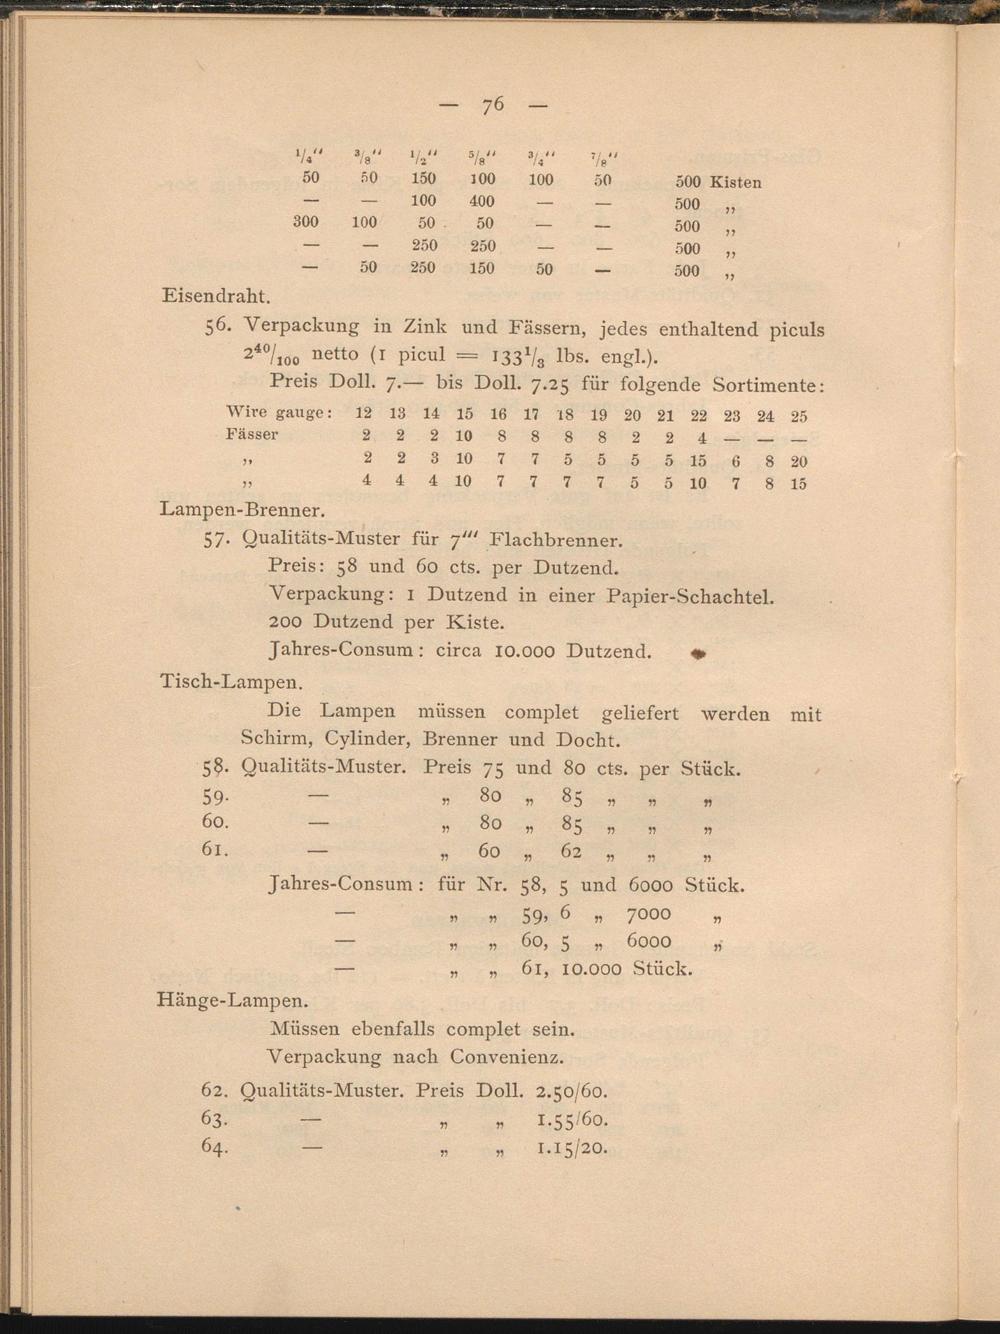 — 76 —
1/4" 3/8" 1/2" 5/8" 3/4" 7/8"
50 50 150 100 100 50 500 Kisten
— — 100 400 — — 500 „
300 100 50 50 — — 500 „
— — 250 250 — — 500 „
— 50 250 150 50 — 500 „
Eisendraht.
56. Verpackung in Zink und Fässern, jedes enthaltend piculs
2 40/100 netto (1 picul = 133 1/3 lbs. engl.).
Preis Doll. 7.— bis Doll. 7.25 für folgende Sortimente:
Wire gauge: 12 13 14 15 16 17 18 19 20 21 22 23 24 25
Fässer 2 2 2 10 8 8 8 8 2 2 4 — — —
„ 2 2 3 10 7 7 5 5 5 5 15 6 8 20
„ 4 4 4 10 7 7 7 7 5 5 10 7 8 15
Lampen-Brenner.
57. Qualitäts-Muster für 7''' Flachbrenner.
Preis: 58 und 60 cts. per Dutzend.
Verpackung: 1 Dutzend in einer Papier-Schachtel.
200 Dutzend per Kiste.
Jahres-Consum: circa 10.000 Dutzend.
Tisch-Lampen.
Die Lampen müssen complet geliefert werden mit
Schirm, Cylinder, Brenner und Docht.
58. Qualitäts-Muster. Preis 75 und 80 cts. per Stück.
59. — „ 80 „ 85 „ „ „
60. — „ 80 „ 85 „ „ „
61. — „ 60 „ 62 „ „ „
Jahres-Consum: für Nr. 58, 5 und 6000 Stück.
— „ „ 59, 6 „ 7000 „
— „ „ 60, 5 „ 6000 „
— „ „ 61, 10.000 Stück.
Hänge-Lampen.
Müssen ebenfalls complet sein.
Verpackung nach Convenienz.
62. Qualitäts-Muster. Preis Doll. 2.50/60.
63. — „ „ 1.55/60.
64. — „ „ 1.15/20.